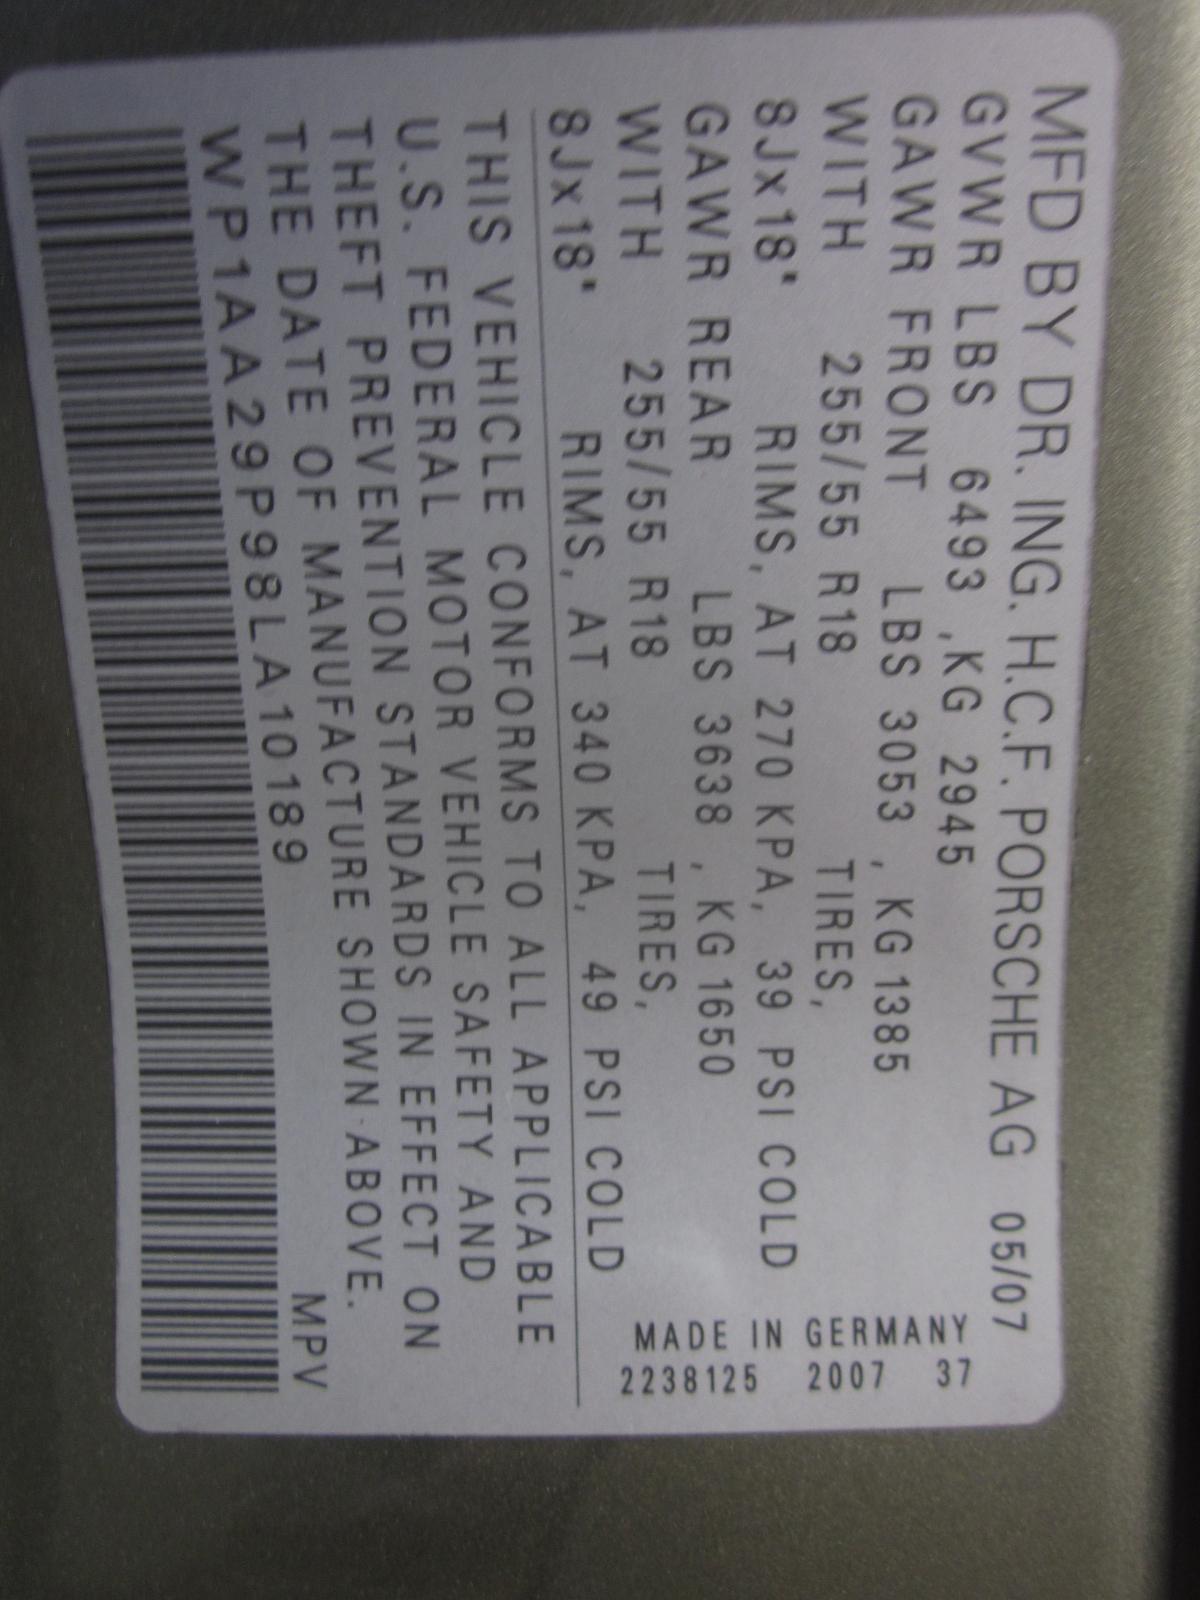 MFD BY DR. ING. H.C.F. PORSCHE AG 05/07
GVWR LBS 6493 ,KG 2945
GAWR FRONT LBS 3053 , KG 1385
WITH 255/55 R18 TIRES,
8Jx18" RIMS, AT 270 KPA, 39 PSI COLD
GAWR REAR LBS 3638 , KG 1650
WITH 255/55 R18 TIRES,
8Jx18" RIMS, AT 340 KPA, 49 PSI COLD
MADE IN GERMANY
2238125 2007 37
THIS VEHICLE CONFORMS TO ALL APPLICABLE
U.S. FEDERAL MOTOR VEHICLE SAFETY AND
THEFT PREVENTION STANDARDS IN EFFECT ON
THE DATE OF MANUFACTURE SHOWN ABOVE.
WP1AA29P98LA10189 MPV